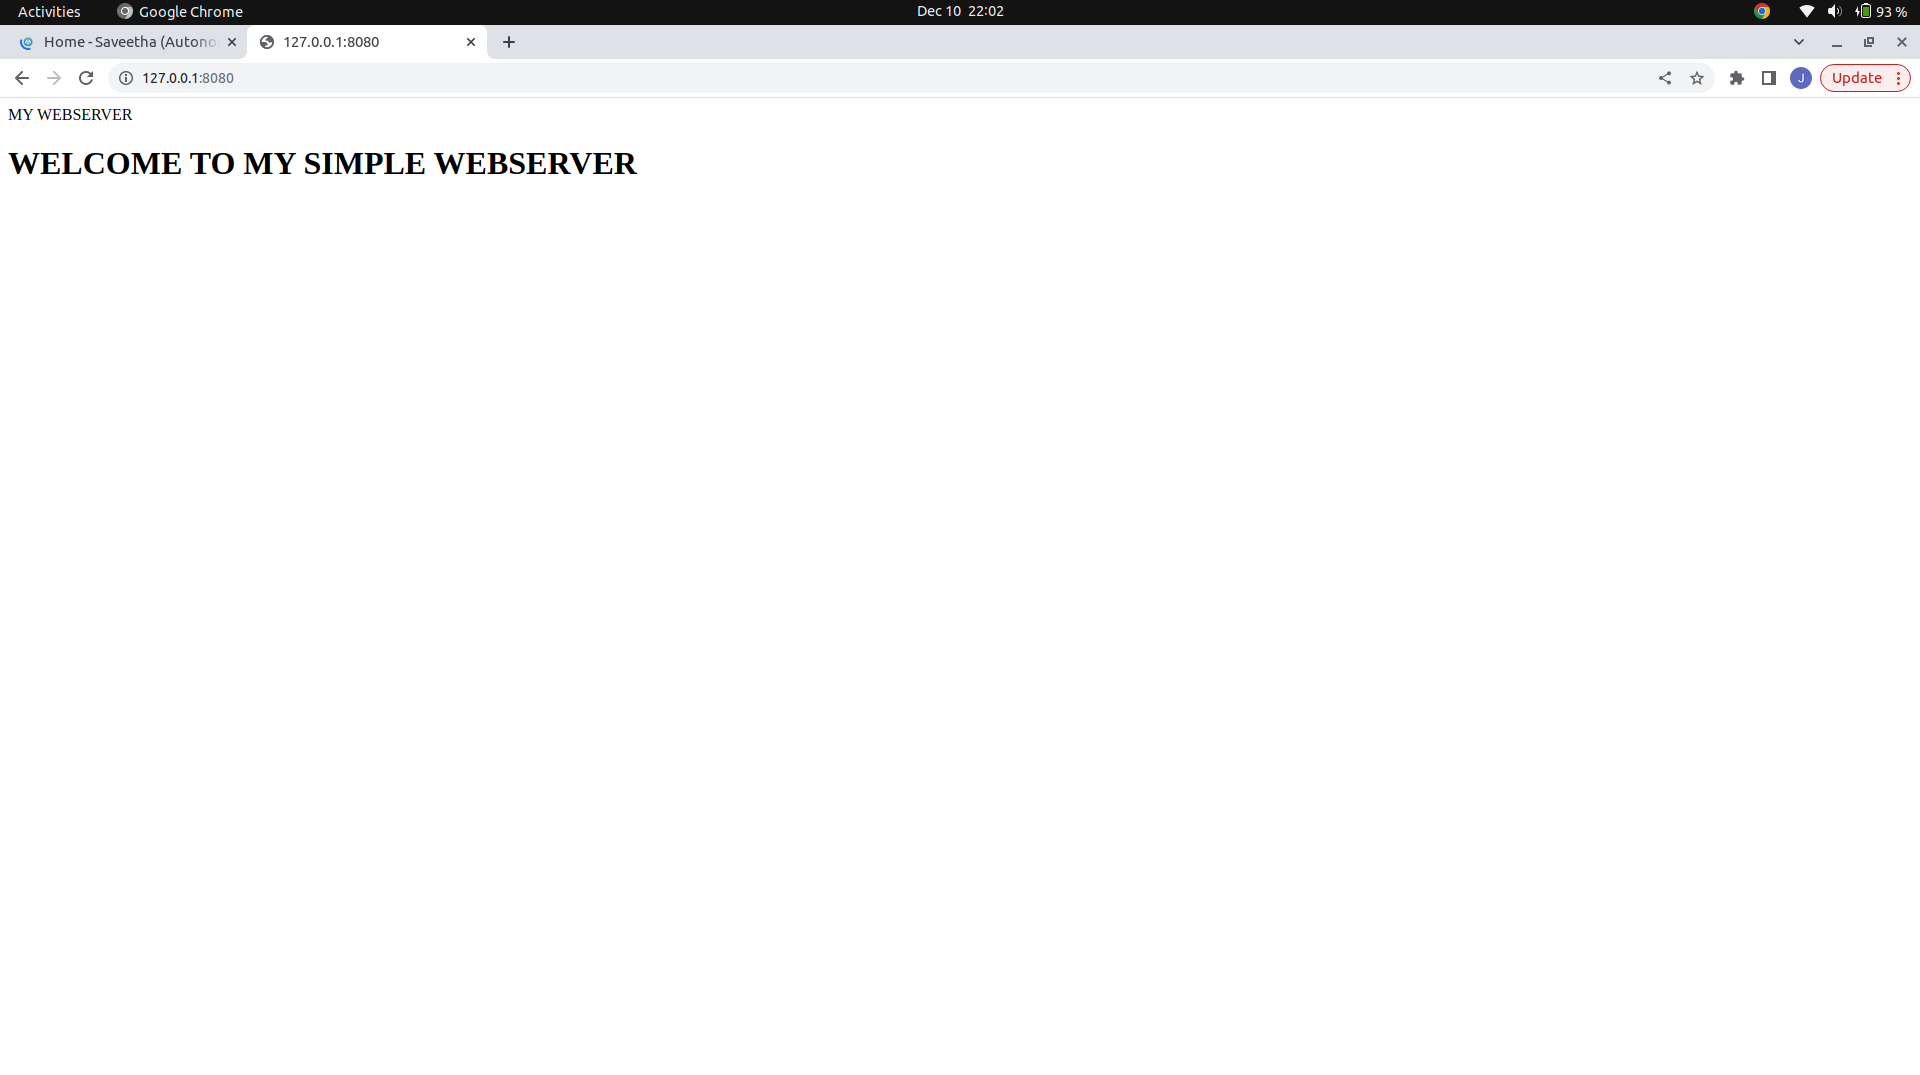 Activities Google Chrome Dec 10 22:02 93 %
Home - Saveetha (Autono 127.0.0.1:8080
127.0.0.1:8080 J Update
MY WEBSERVER
WELCOME TO MY SIMPLE WEBSERVER